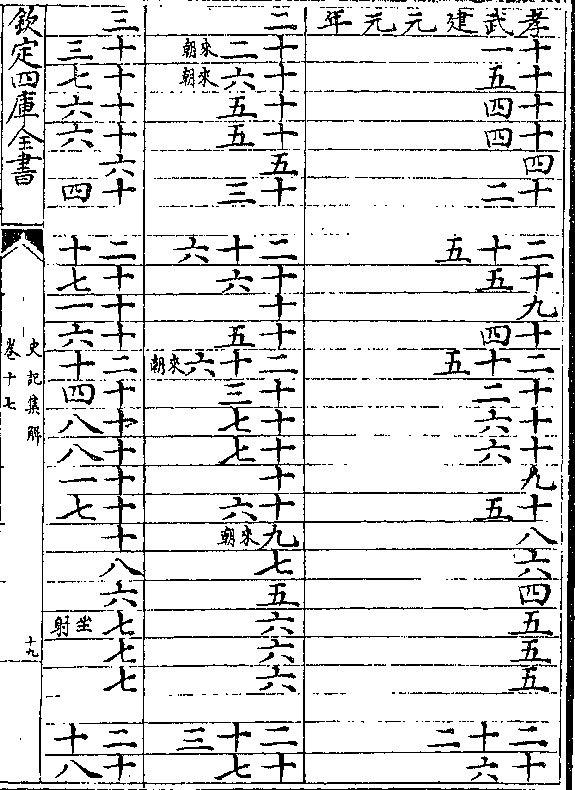 孝武建元元年
十一
十五
十四
十四
四
十二
二十五
十五
九
十四
二十五
十二
十六
十六
九
十五
八
六
四
五
五
五
二十二
十六
二
十二來朝
十六來朝
十五
十五
五
十三
二十六
十六
十
十五
二十六來朝
十三
十七
十七
十
十六
九來朝
七
五
六
六
六
二十三
十七
三
十三
十七
十六
十六
六
十四
二十
十七
十一
十六
二十
十四
十八
十八
十一
十七
十
八
六
七坐射
七
七
二十
十八
欽定四庫全書
史記集解
卷十七
十九